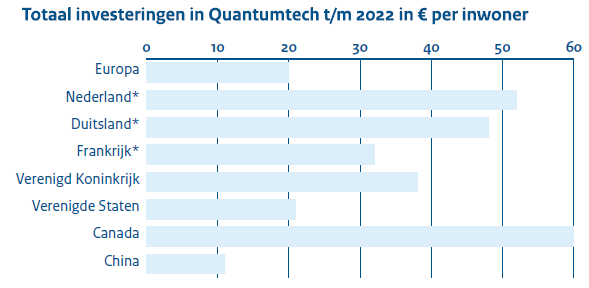 Totaal investeringen in Quantumtech t/m 2022 in € per inwoner
0 10 20 30 40 50 60
Europa
Nederland*
Duitsland*
Frankrijk*
Verenigd Koninkrijk
Verenigde Staten
Canada
China